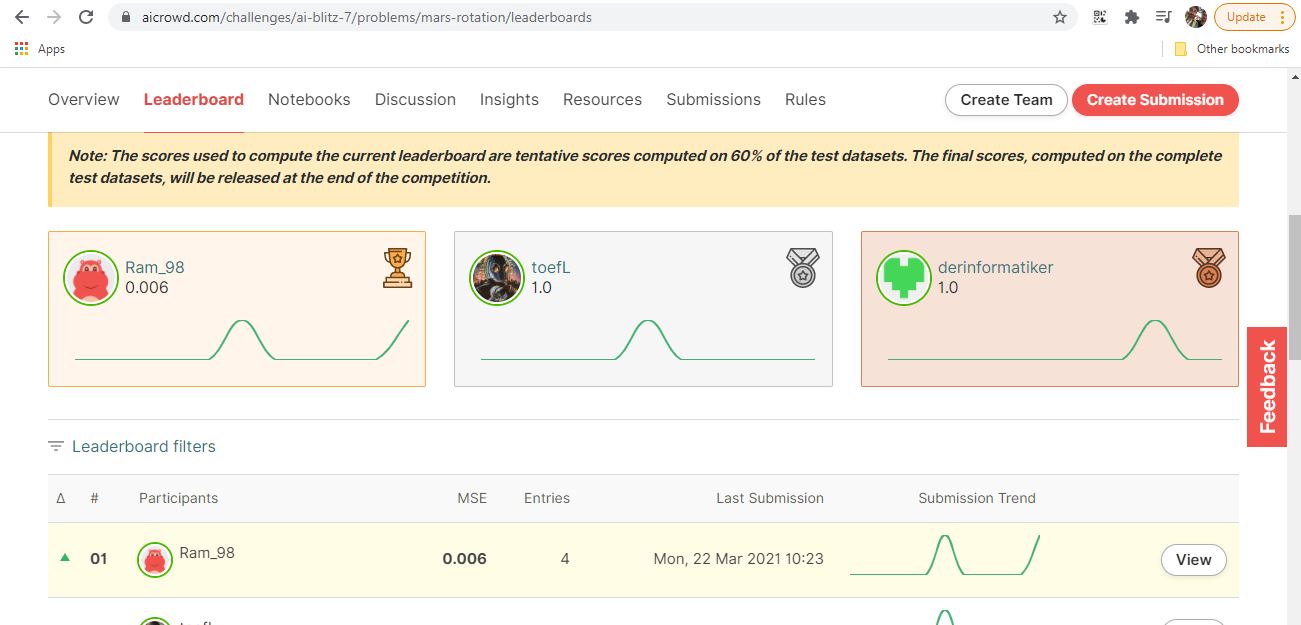 aicrowd.com/challenges/ai-blitz-7/problems/mars-rotation/leaderboards
Update
Apps
Other bookmarks
Overview Leaderboard Notebooks Discussion Insights Resources Submissions Rules Create Team Create Submission
Note: The scores used to compute the current leaderboard are tentative scores computed on 60% of the test datasets. The final scores, computed on the complete
test datasets, will be released at the end of the competition.
Ram_98
0.006
toefL
1.0
derinformatiker
1.0
Feedback
Leaderboard filters
Δ # Participants MSE Entries Last Submission Submission Trend
01 Ram_98 0.006 4 Mon, 22 Mar 2021 10:23 View